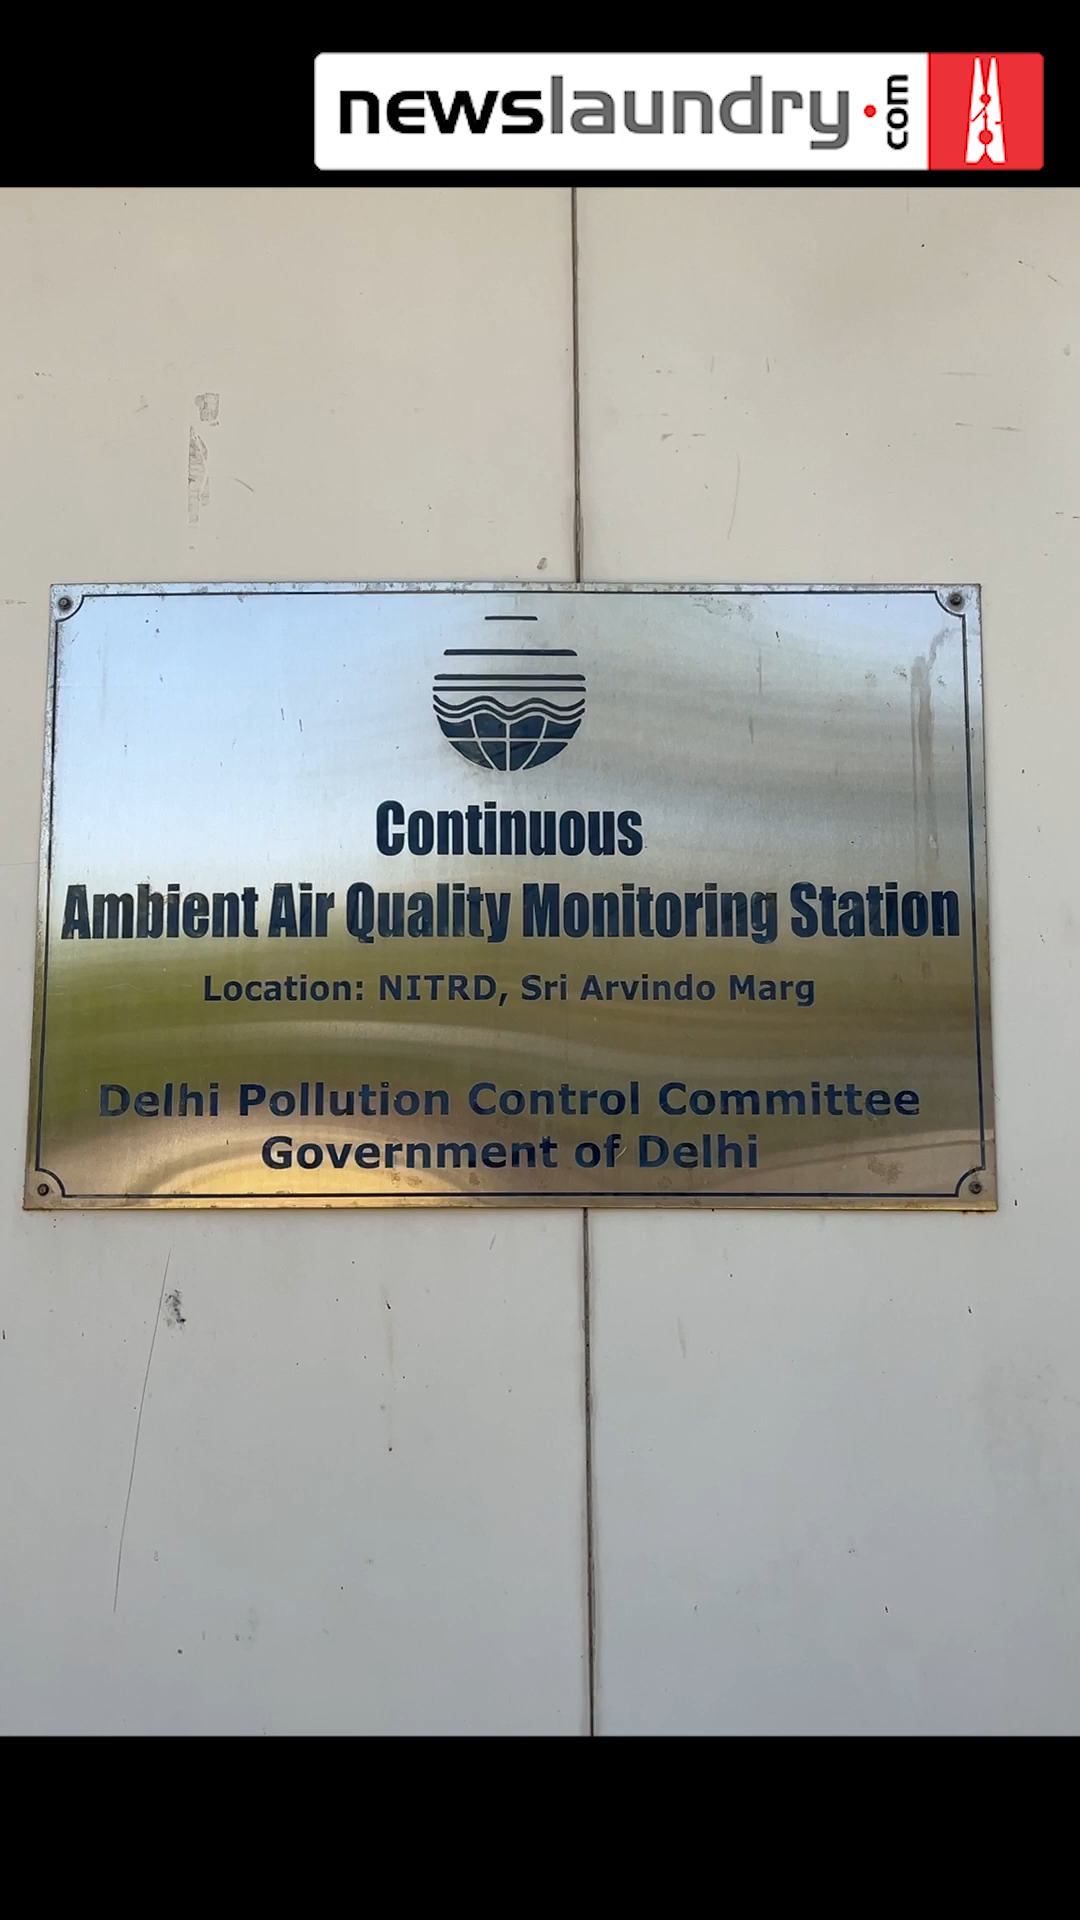 newslaundry.com
Continuous
Ambient Air Quality Monitoring Station
Location: NITRD, Sri Arvindo Marg
Delhi Pollution Control Committee
Government of Delhi